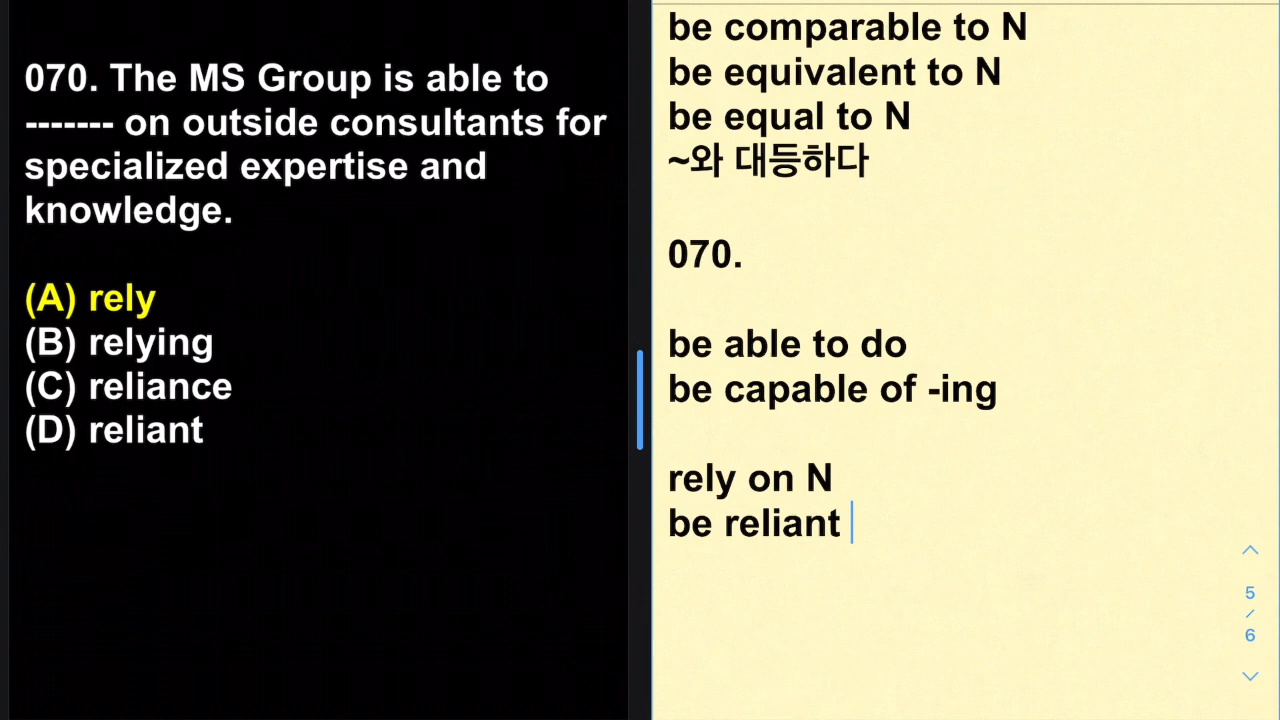 070. The MS Group is able to
------- on outside consultants for
specialized expertise and
knowledge.
(A) rely
(B) relying
(C) reliance
(D) reliant
be comparable to N
be equivalent to N
be equal to N
~와 대등하다
070.
be able to do
be capable of -ing
rely on N
be reliant
5
/
6